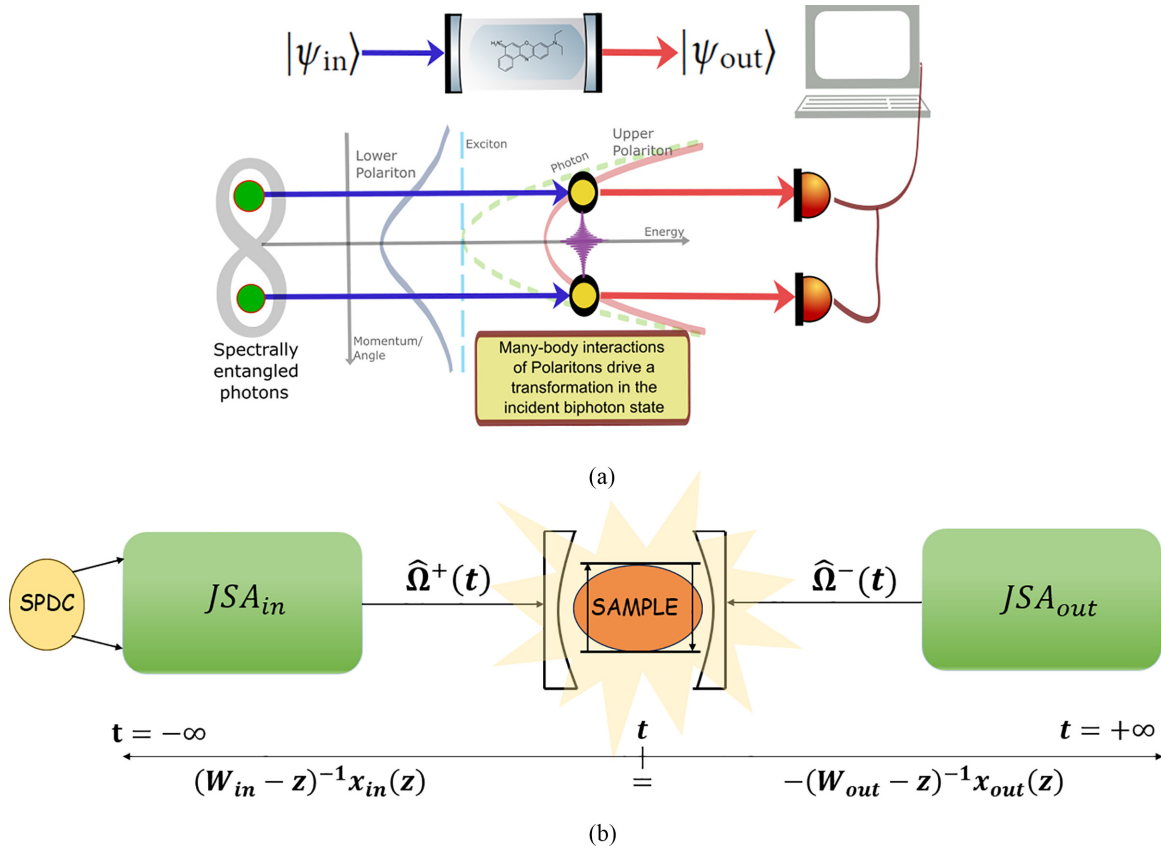 |ψin⟩
|ψout⟩
Lower
Polariton
Exciton
Photon
Upper
Polariton
Energy
Momentum/
Angle
Spectrally
entangled
photons
Many-body interactions
of Polaritons drive a
transformation in the
incident biphoton state
(a)
SPDC
JSAin
Ω̂⁺(t)
SAMPLE
Ω̂⁻(t)
JSAout
t = −∞
t
t = +∞
(Win − z)⁻¹xin(z)
=
−(Wout − z)⁻¹xout(z)
(b)